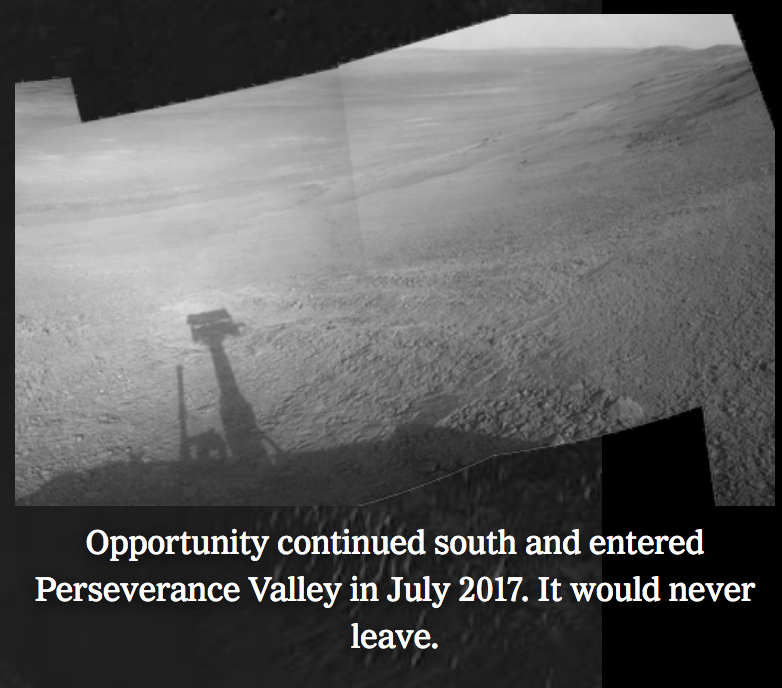 Opportunity continued south and entered
Perseverance Valley in July 2017. It would never
leave.